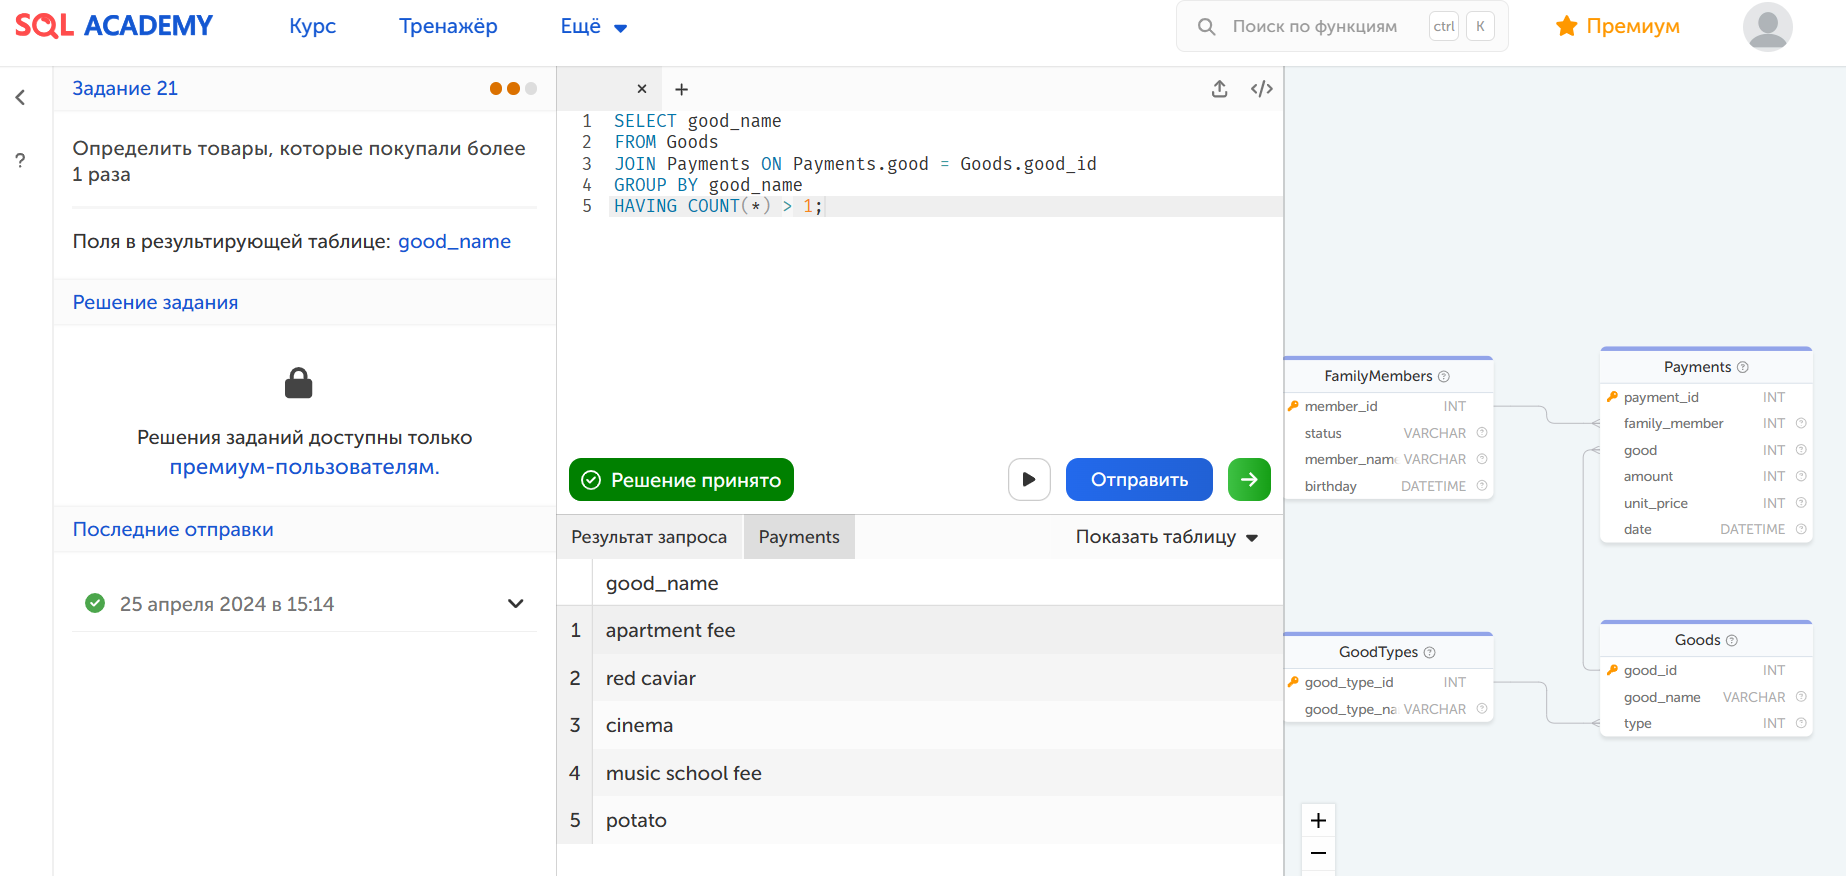 SQL ACADEMY
Курс
Тренажёр
Ещё
Поиск по функциям
ctrl
K
Премиум
Задание 21
Определить товары, которые покупали более
1 раза
Поля в результирующей таблице: good_name
Решение задания
Решения заданий доступны только
премиум-пользователям.
Последние отправки
25 апреля 2024 в 15:14
?
1 SELECT good_name
2 FROM Goods
3 JOIN Payments ON Payments.good = Goods.good_id
4 GROUP BY good_name
5 HAVING COUNT(*) > 1;
Решение принято
Отправить
Результат запроса
Payments
Показать таблицу
good_name
1 apartment fee
2 red caviar
3 cinema
4 music school fee
5 potato
FamilyMembers
member_id INT
status VARCHAR
member_name VARCHAR
birthday DATETIME
Payments
payment_id INT
family_member INT
good INT
amount INT
unit_price INT
date DATETIME
GoodTypes
good_type_id INT
good_type_na VARCHAR
Goods
good_id INT
good_name VARCHAR
type INT